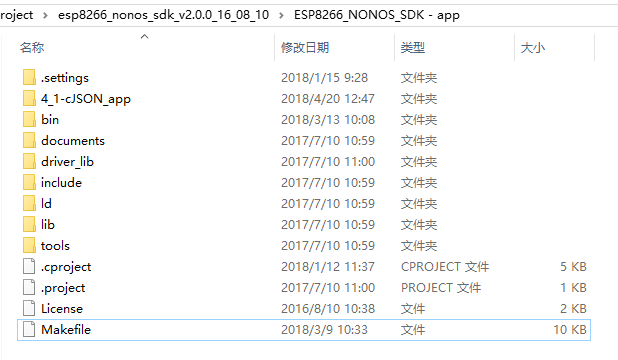 roject › esp8266_nonos_sdk_v2.0.0_16_08_10 › ESP8266_NONOS_SDK - app
名称 修改日期 类型 大小
.settings 2018/1/15 9:28 文件夹
4_1-cJSON_app 2018/4/20 12:47 文件夹
bin 2018/3/13 10:08 文件夹
documents 2017/7/10 10:59 文件夹
driver_lib 2017/7/10 11:00 文件夹
include 2017/7/10 10:59 文件夹
ld 2017/7/10 10:59 文件夹
lib 2017/7/10 10:59 文件夹
tools 2017/7/10 10:59 文件夹
.cproject 2018/1/12 11:37 CPROJECT 文件 5 KB
.project 2017/7/10 11:00 PROJECT 文件 1 KB
License 2016/8/10 10:38 文件 2 KB
Makefile 2018/3/9 10:33 文件 10 KB